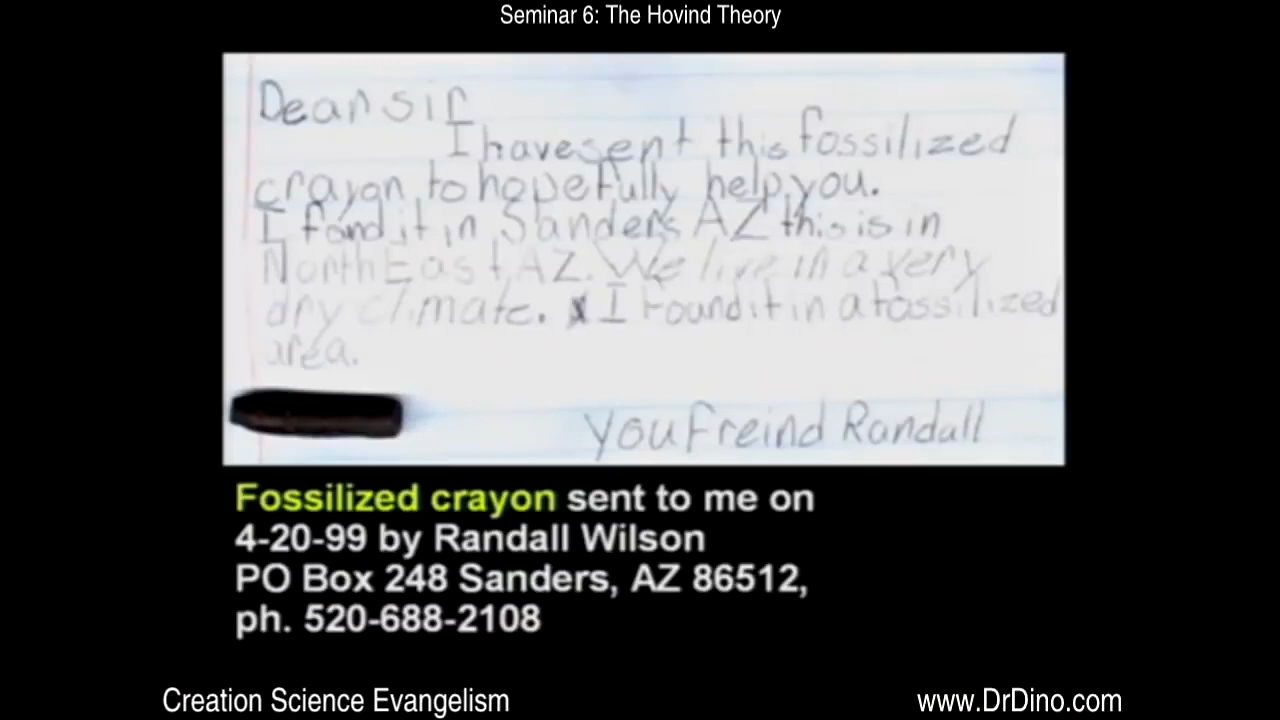 Seminar 6: The Hovind Theory
Dear sir
I have sent this fossilized
crayon to hopefully help you.
I fond it in Sanders AZ this is in
North East AZ. We live in a very
dry climate. I found it in a fossilized
area.
you Freind Randall
Fossilized crayon sent to me on
4-20-99 by Randall Wilson
PO Box 248 Sanders, AZ 86512,
ph. 520-688-2108
Creation Science Evangelism
www.DrDino.com